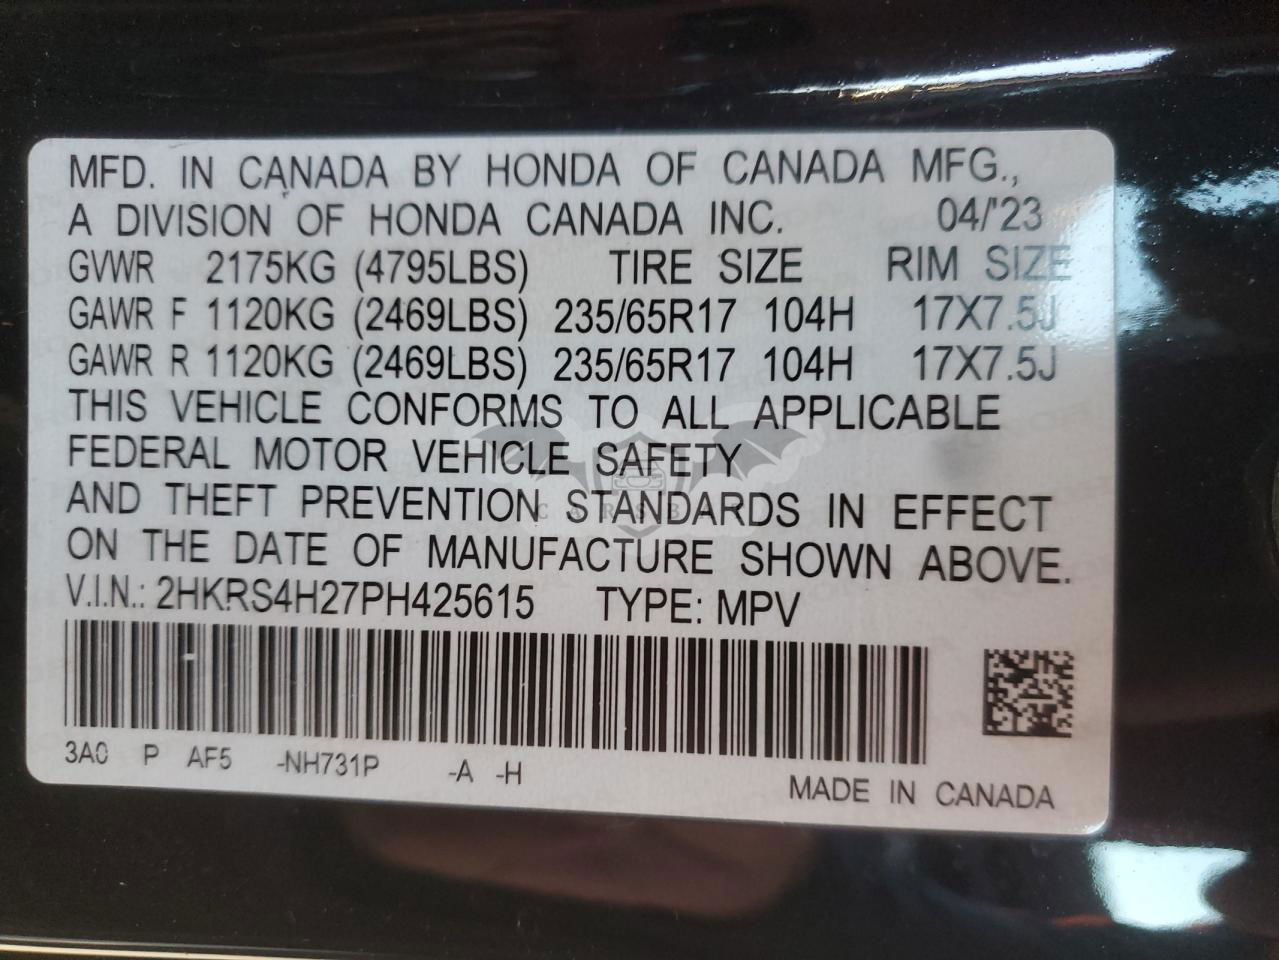 MFD. IN CANADA BY HONDA OF CANADA MFG.,
A DIVISION OF HONDA CANADA INC. 04/'23
GVWR 2175KG (4795LBS) TIRE SIZE RIM SIZE
GAWR F 1120KG (2469LBS) 235/65R17 104H 17X7.5J
GAWR R 1120KG (2469LBS) 235/65R17 104H 17X7.5J
THIS VEHICLE CONFORMS TO ALL APPLICABLE
FEDERAL MOTOR VEHICLE SAFETY
AND THEFT PREVENTION STANDARDS IN EFFECT
ON THE DATE OF MANUFACTURE SHOWN ABOVE.
V.I.N.: 2HKRS4H27PH425615 TYPE: MPV
3A0 P AF5 -NH731P -A -H
MADE IN CANADA